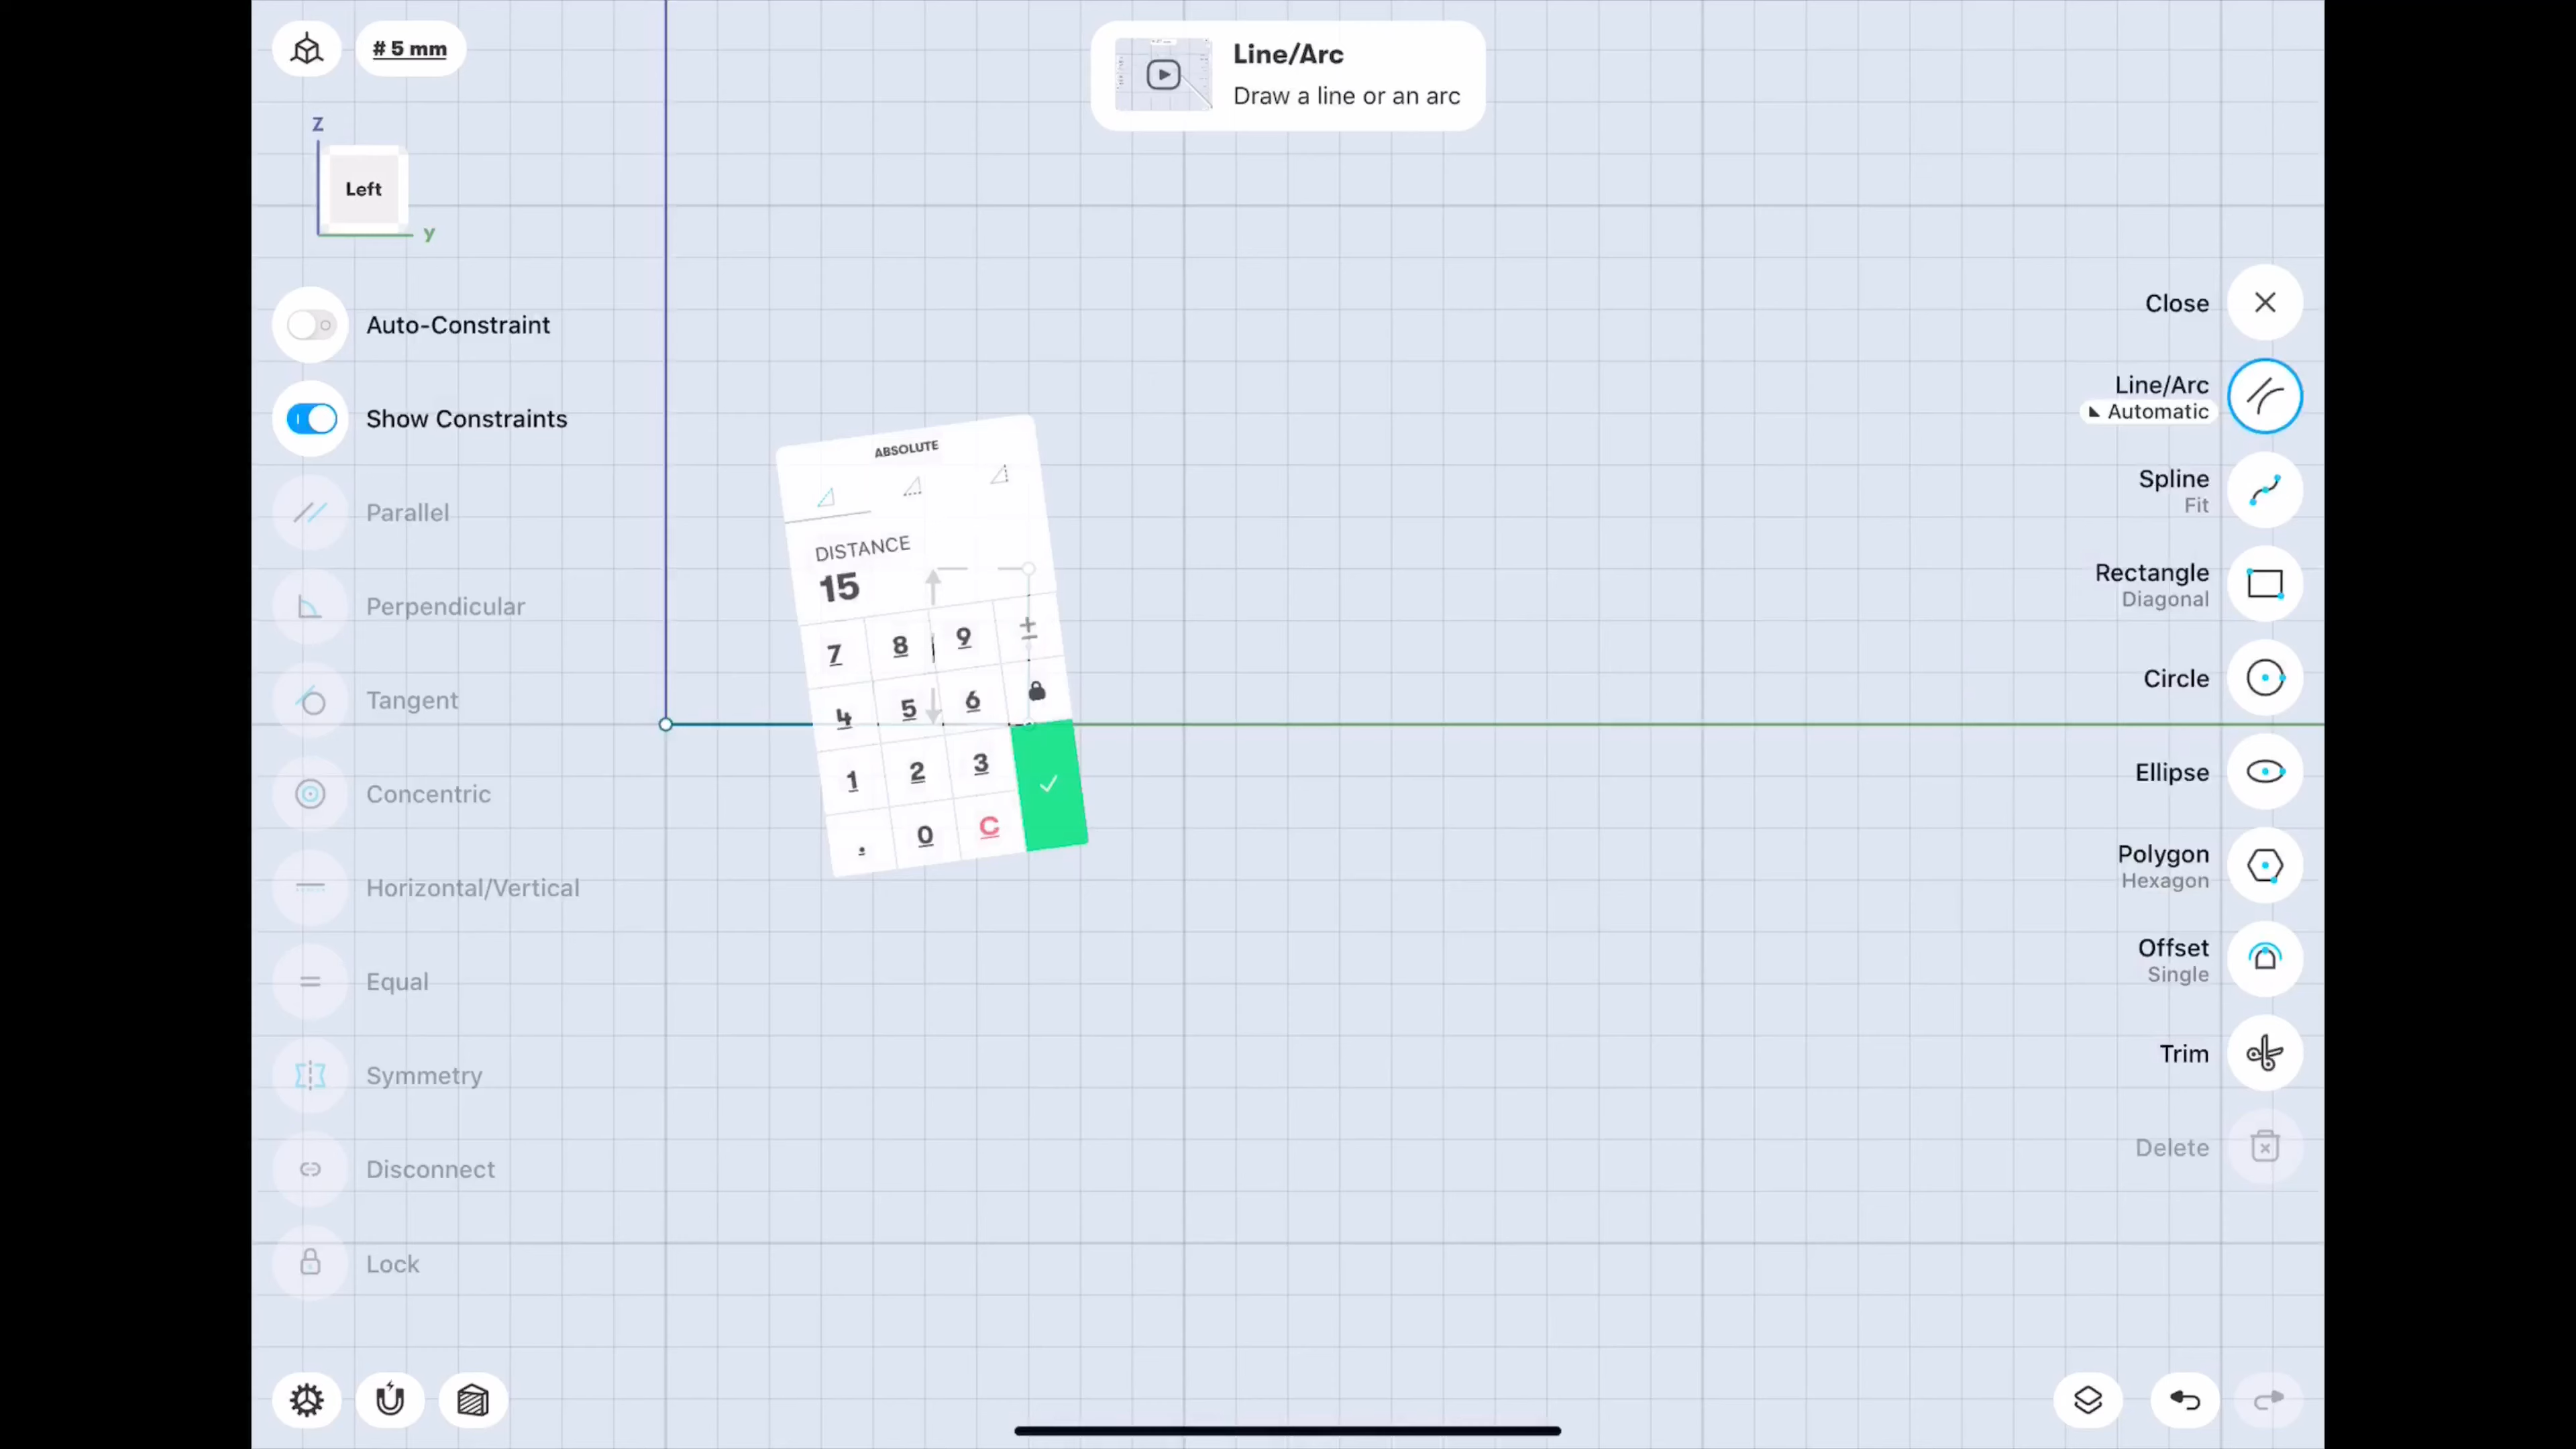 # 5 mm
Line/Arc
Draw a line or an arc
Z
Left
y
Auto-Constraint
Show Constraints
Parallel
Perpendicular
Tangent
Concentric
Horizontal/Vertical
Equal
Symmetry
Disconnect
Lock
ABSOLUTE
DISTANCE
15
7 8 9 ±
4 5 6
1 2 3
. 0 C
Close
Line/Arc
Automatic
Spline
Fit
Rectangle
Diagonal
Circle
Ellipse
Polygon
Hexagon
Offset
Single
Trim
Delete